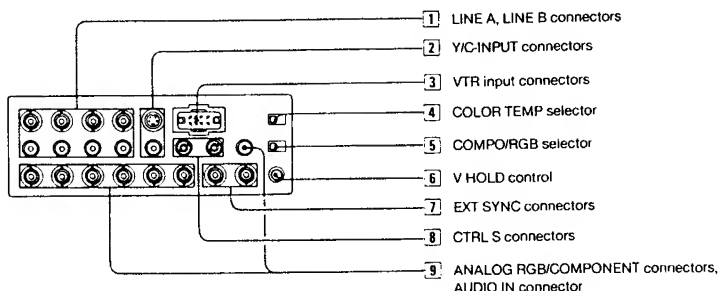 1 LINE A, LINE B connectors
2 Y/C-INPUT connectors
3 VTR input connectors
4 COLOR TEMP selector
5 COMPO/RGB selector
6 V HOLD control
7 EXT SYNC connectors
8 CTRL S connectors
9 ANALOG RGB/COMPONENT connectors,
AUDIO IN connector